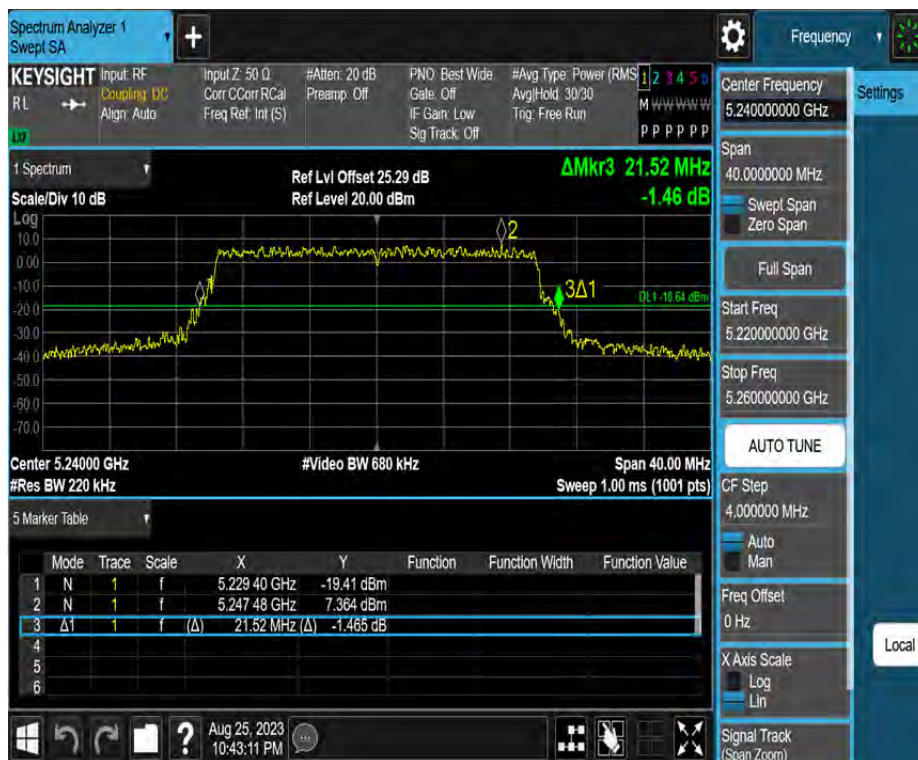 Spectrum Analyzer 1
Swept SA
+
Frequency
KEYSIGHT
RL
LXI
Input: RF
Coupling: DC
Align: Auto
Input Z: 50 Ω
Corr CCorr RCal
Freq Ref: Int (S)
#Atten: 20 dB
Preamp: Off
PNO: Best Wide
Gate: Off
IF Gain: Low
Sig Track: Off
#Avg Type: Power (RMS
Avg|Hold: 30/30
Trig: Free Run
1 2 3 4 5 6
M W W W W W
P P P P P P
Center Frequency
5.240000000 GHz
Settings
Span
40.0000000 MHz
Swept Span
Zero Span
Full Span
Start Freq
5.220000000 GHz
Stop Freq
5.260000000 GHz
AUTO TUNE
CF Step
4.000000 MHz
Auto
Man
Freq Offset
0 Hz
X Axis Scale
Log
Lin
Signal Track
(Span Zoom)
Local
1 Spectrum
Scale/Div 10 dB
Ref Lvl Offset 25.29 dB
Ref Level 20.00 dBm
ΔMkr3 21.52 MHz
-1.46 dB
Log
10.0
0.00
-10.0
-20.0
-30.0
-40.0
-50.0
-60.0
-70.0
2
3Δ1
DL1 -18.64 dBm
Center 5.24000 GHz
#Video BW 680 kHz
Span 40.00 MHz
#Res BW 220 kHz
Sweep 1.00 ms (1001 pts)
5 Marker Table
Mode Trace Scale X Y Function Function Width Function Value
1 N 1 f 5.229 40 GHz -19.41 dBm
2 N 1 f 5.247 48 GHz 7.364 dBm
3 Δ1 1 f (Δ) 21.52 MHz (Δ) -1.465 dB
4
5
6
?
Aug 25, 2023
10:43:11 PM